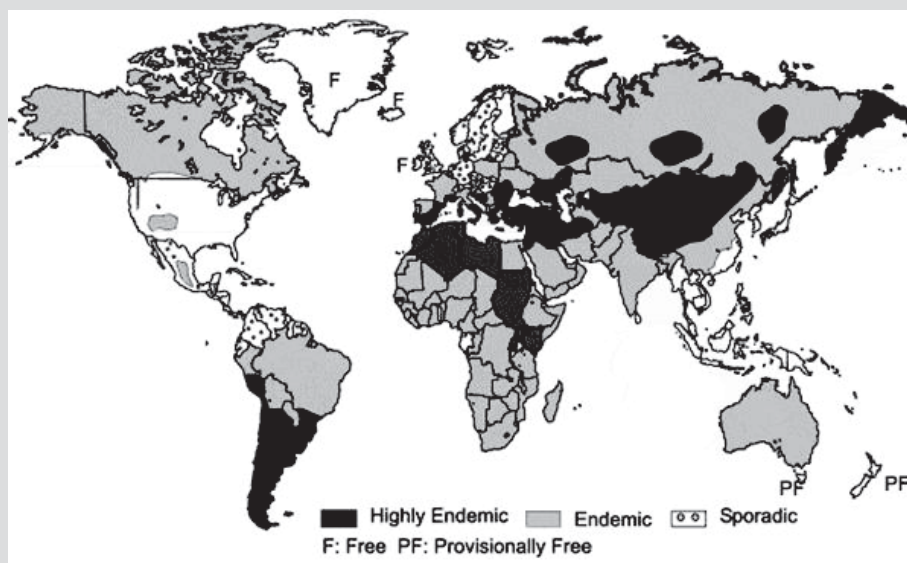 F
F
F
PF
PF
Highly Endemic Endemic Sporadic
F: Free PF: Provisionally Free